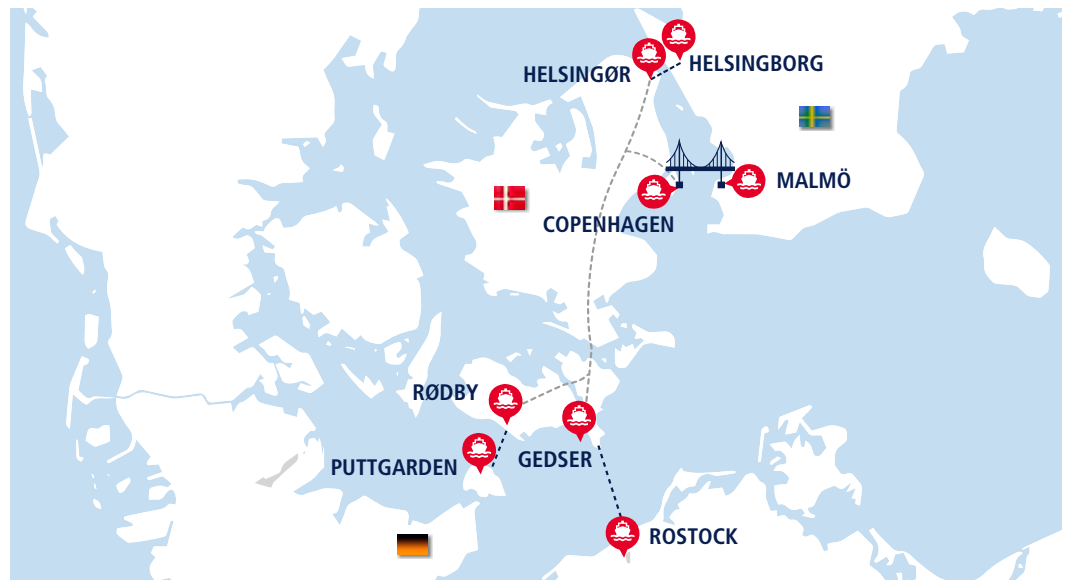 HELSINGØR
HELSINGBORG
MALMÖ
COPENHAGEN
RØDBY
PUTTGARDEN
GEDSER
ROSTOCK